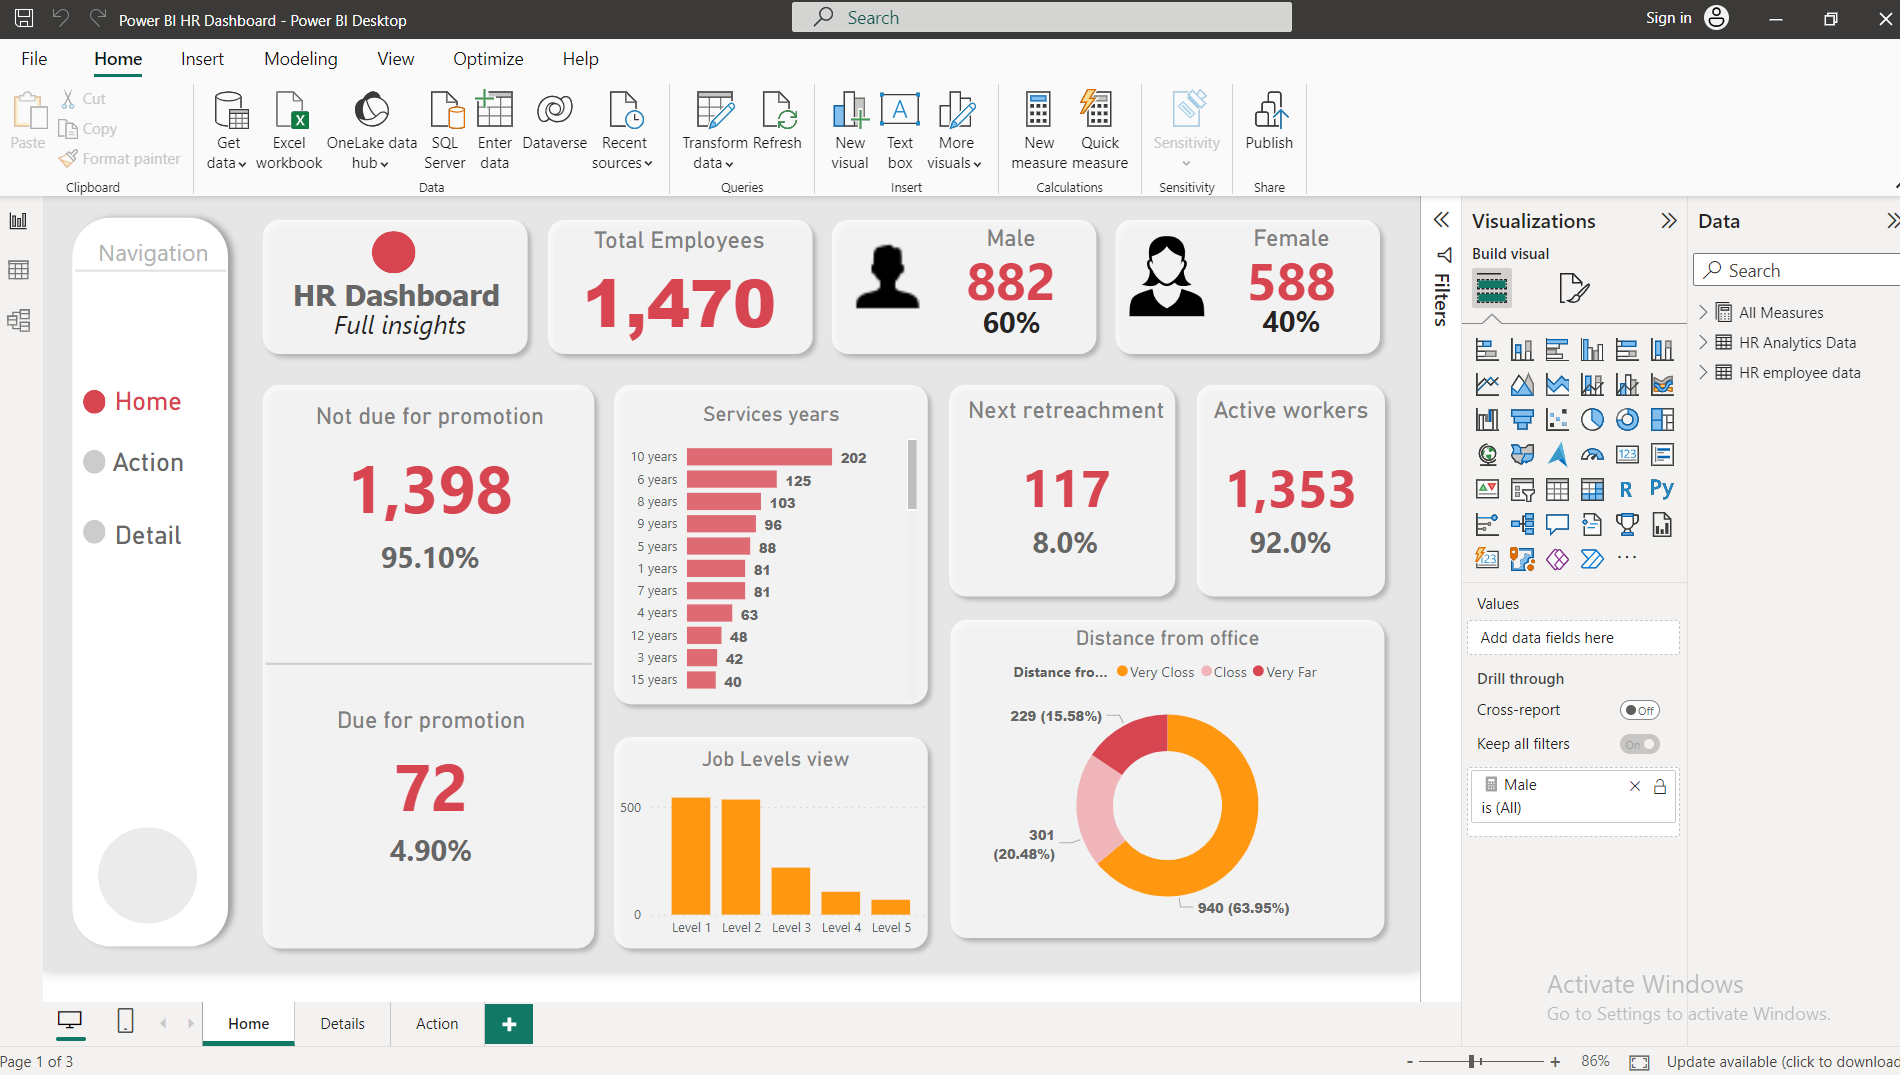 Power BI HR Dashboard - Power BI Desktop
Search
Sign in
File Home Insert Modeling View Optimize Help
Paste
Cut
Copy
Format painter
Clipboard
Get data
Excel workbook
OneLake data hub
SQL Server
Enter data
Dataverse
Recent sources
Data
Transform data
Refresh
Queries
New visual
Text box
More visuals
Insert
New measure
Quick measure
Calculations
Sensitivity
Sensitivity
Publish
Share
Navigation
Home
Action
Detail
HR Dashboard
Full insights
Total Employees
1,470
Male
882
60%
Female
588
40%
Not due for promotion
1,398
95.10%
Due for promotion
72
4.90%
Services years
10 years 202
6 years 125
8 years 103
9 years 96
5 years 88
1 years 81
7 years 81
4 years 63
12 years 48
3 years 42
15 years 40
Job Levels view
500
0
Level 1 Level 2 Level 3 Level 4 Level 5
Next retreachment
117
8.0%
Active workers
1,353
92.0%
Distance from office
Distance fro... Very Closs Closs Very Far
229 (15.58%)
301
(20.48%)
940 (63.95%)
Filters
Visualizations
Build visual
123
R Py
123
...
Values
Add data fields here
Drill through
Cross-report Off
Keep all filters On
Male
is (All)
Data
Search
All Measures
HR Analytics Data
HR employee data
Activate Windows
Go to Settings to activate Windows.
Home Details Action +
Page 1 of 3
- + 86%
Update available (click to download